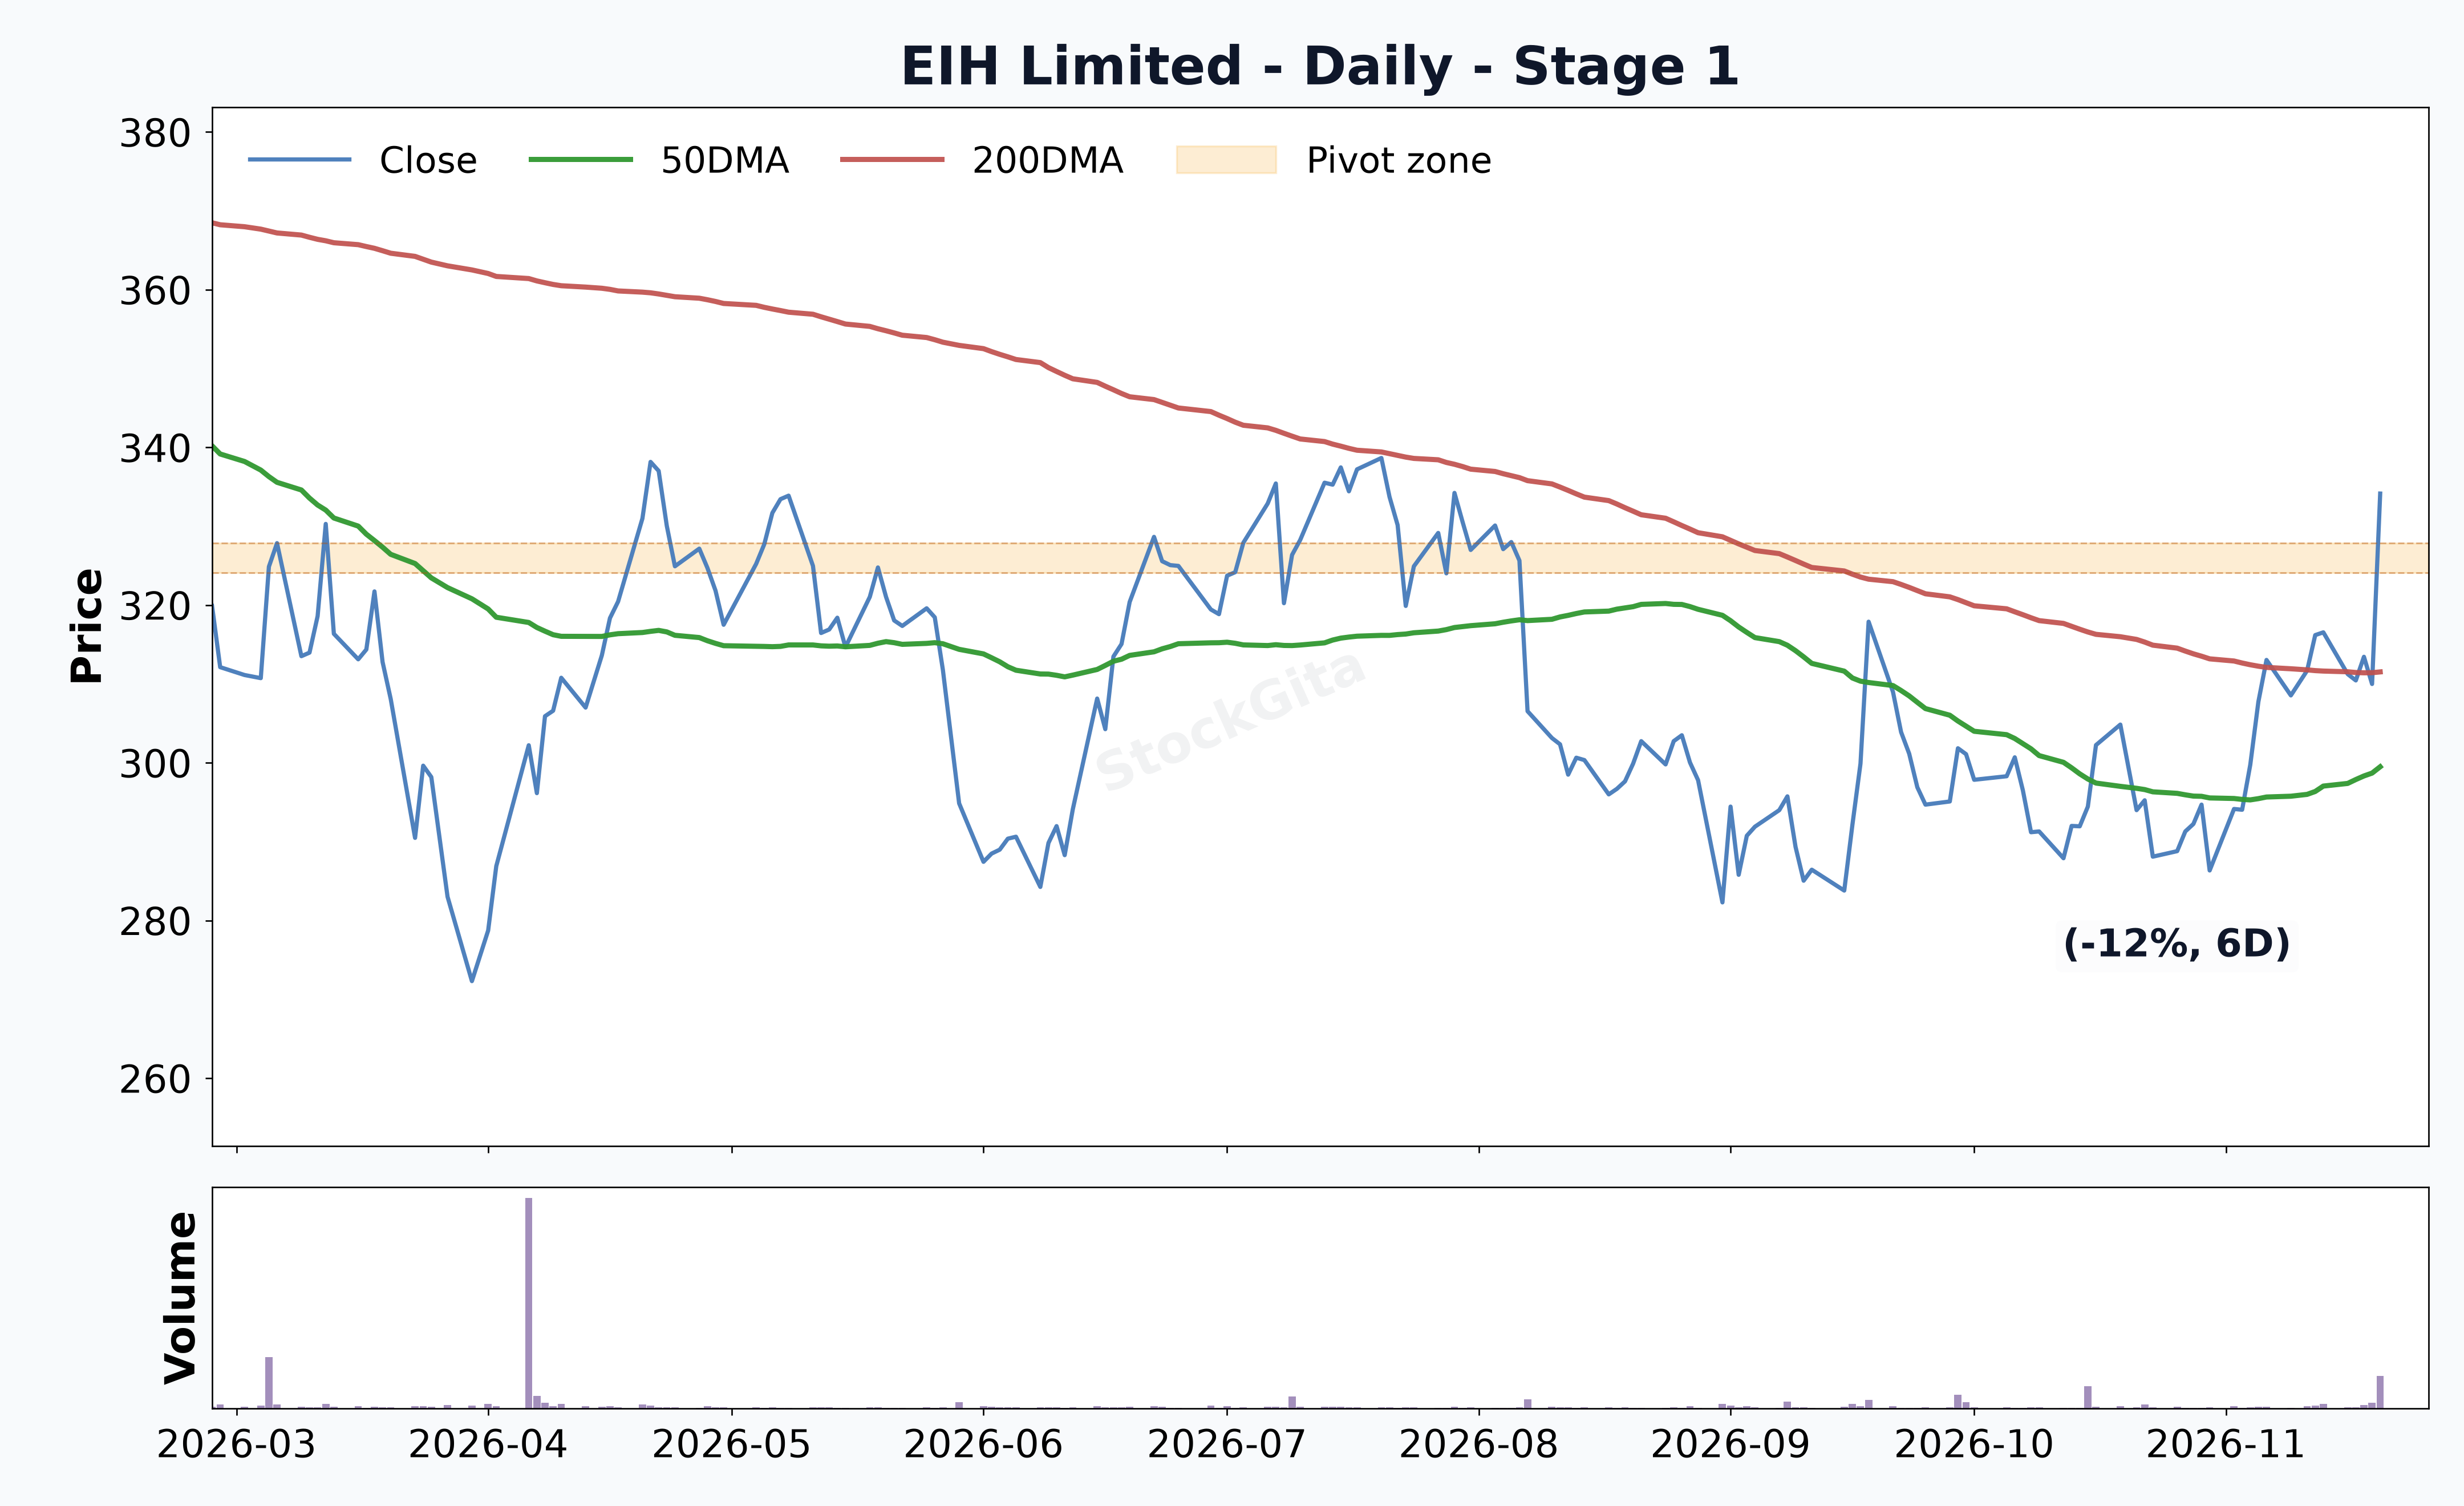 EIH Limited - Daily - Stage 1
Close 50DMA 200DMA Pivot zone
Price
380
360
340
320
300
280
260
StockGita
(-12%, 6D)
Volume
2026-03 2026-04 2026-05 2026-06 2026-07 2026-08 2026-09 2026-10 2026-11